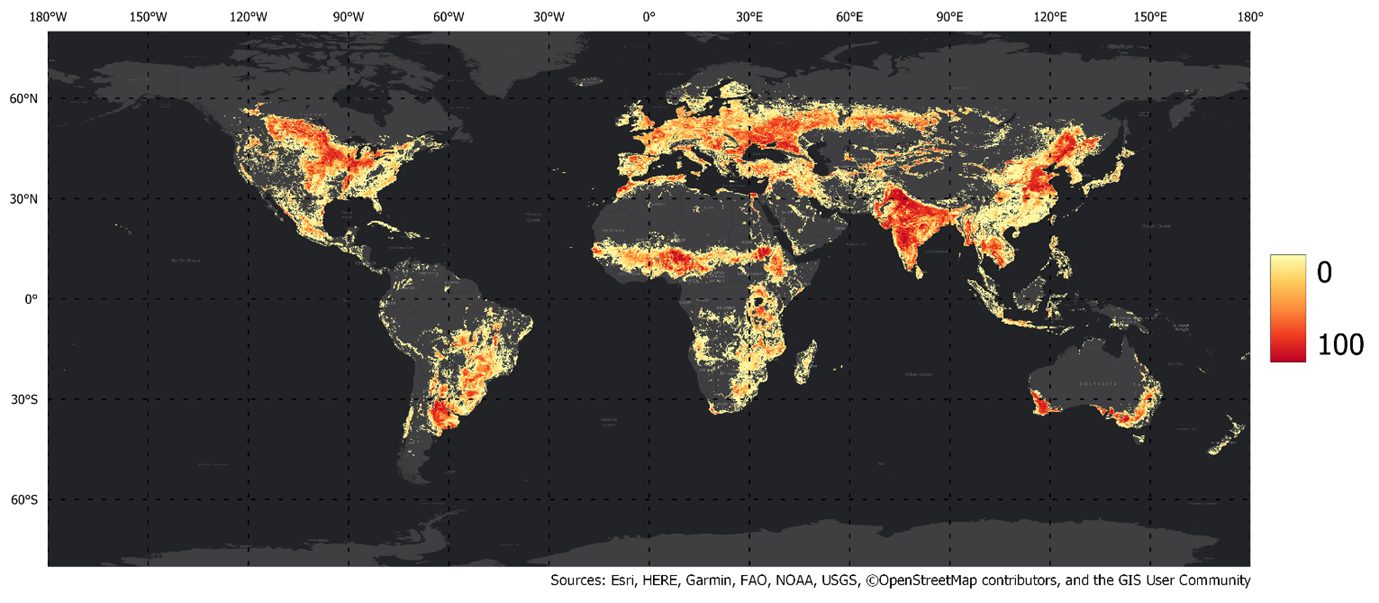 180°W 150°W 120°W 90°W 60°W 30°W 0° 30°E 60°E 90°E 120°E 150°E 180°
60°N
30°N
0°
30°S
60°S
0
100
AUSTRALIA
Sources: Esri, HERE, Garmin, FAO, NOAA, USGS, ©OpenStreetMap contributors, and the GIS User Community